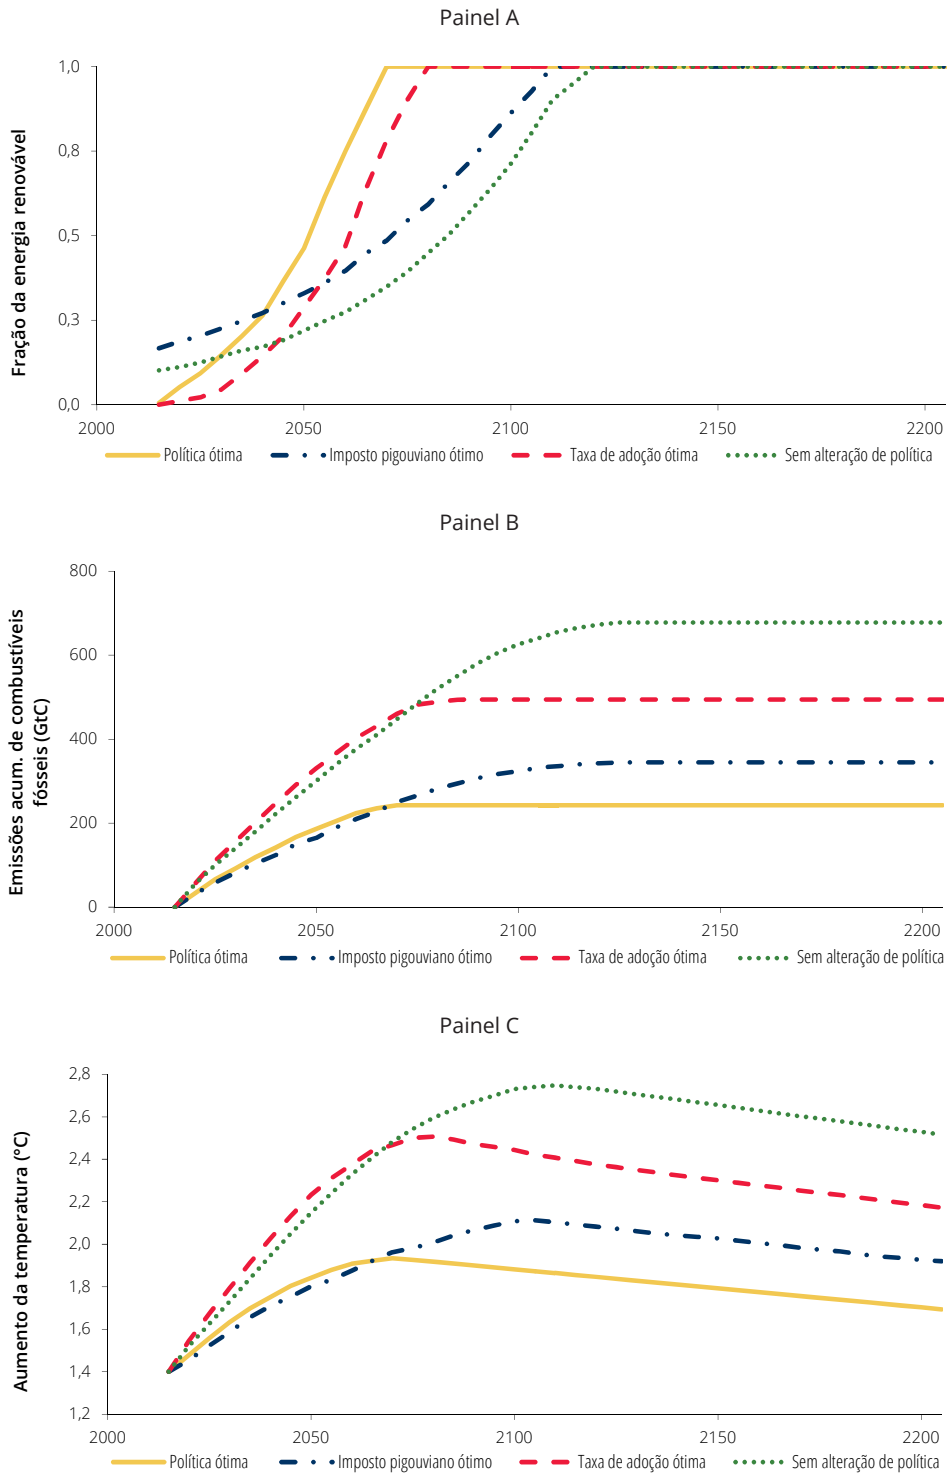 Painel A
Fração da energia renovável
1,0
0,8
0,5
0,3
0,0
2000 2050 2100 2150 2200
Política ótima Imposto pigouviano ótimo Taxa de adoção ótima Sem alteração de política
Painel B
Emissões acum. de combustíveis
fósseis (GtC)
800
600
400
200
0
2000 2050 2100 2150 2200
Política ótima Imposto pigouviano ótimo Taxa de adoção ótima Sem alteração de política
Painel C
Aumento da temperatura (°C)
2,8
2,6
2,4
2,2
2,0
1,8
1,6
1,4
1,2
2000 2050 2100 2150 2200
Política ótima Imposto pigouviano ótimo Taxa de adoção ótima Sem alteração de política